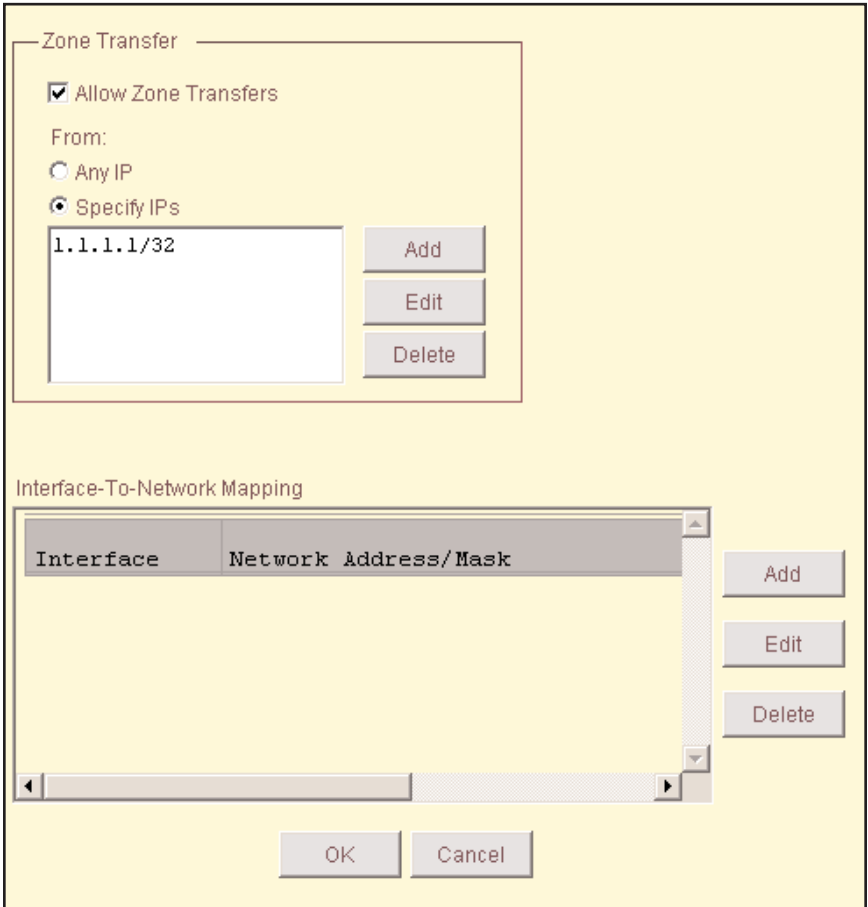 Zone Transfer
Allow Zone Transfers
From:
Any IP
Specify IPs
1.1.1.1/32
Add
Edit
Delete
Interface-To-Network Mapping
Interface Network Address/Mask
Add
Edit
Delete
OK Cancel